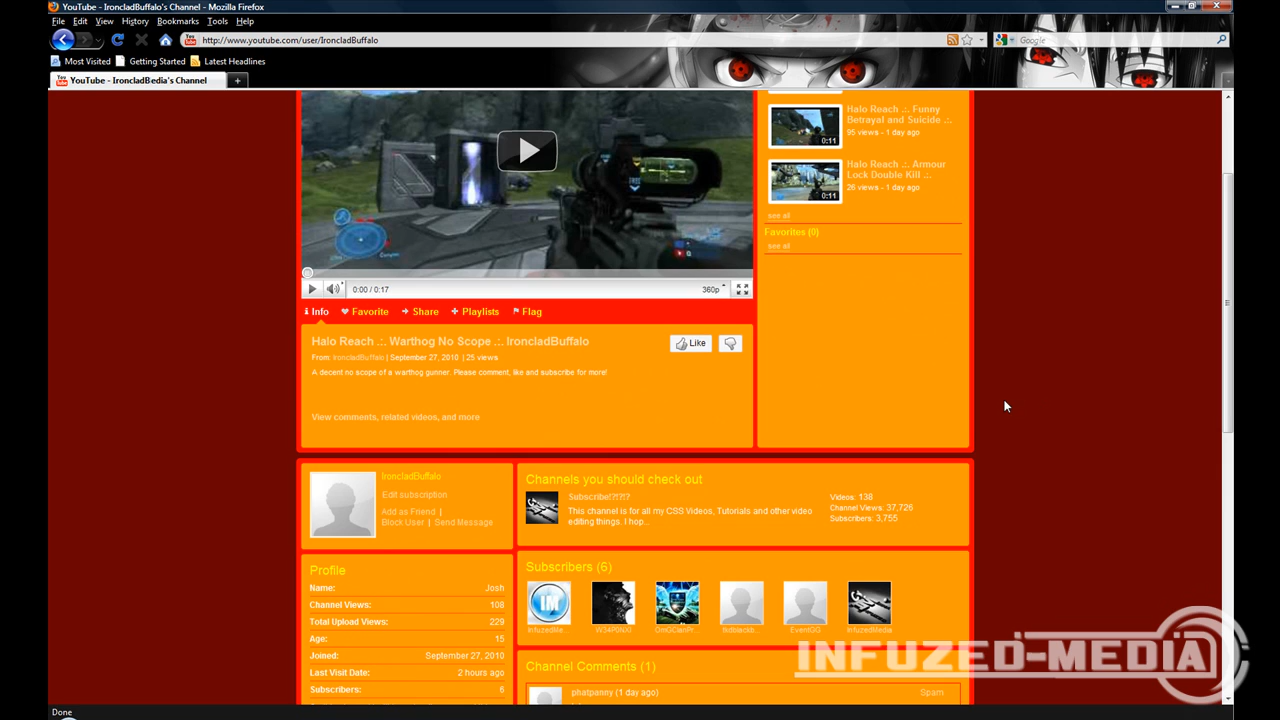 YouTube - IroncladBuffalo's Channel - Mozilla Firefox
File Edit View History Bookmarks Tools Help
http://www.youtube.com/user/IroncladBuffalo
Google
Most Visited Getting Started Latest Headlines
YouTube - IroncladBedia's Channel
Halo Reach .:. Funny
Betrayal and Suicide .:.
95 views - 1 day ago
0:11
Halo Reach .:. Armour
Lock Double Kill ...
26 views - 1 day ago
0:11
see all
Favorites (0)
see all
0:00 / 0:17
360p
Info Favorite Share Playlists Flag
Halo Reach .:. Warthog No Scope .:. IroncladBuffalo
Like
From: IroncladBuffalo | September 27, 2010 | 25 views
A decent no scope of a warthog gunner. Please comment, like and subscribe for more!
View comments, related videos, and more
IroncladBuffalo
Edit subscription
Add as Friend |
Block User | Send Message
Channels you should check out
Subscribe!?!?!?
This channel is for all my CSS Videos, Tutorials and other video
editing things. I hop...
Videos: 138
Channel Views: 37,726
Subscribers: 3,755
Profile
Name: Josh
Channel Views: 108
Total Upload Views: 229
Age: 15
Joined: September 27, 2010
Last Visit Date: 2 hours ago
Subscribers: 6
Subscribers (6)
IM
InfuzedMe... W34P0NX! OmGClanPr... lkdblackb... EventGG InfuzedMedia
Channel Comments (1)
phatpanny (1 day ago) Spam
INFUZED-MEDIA
Done